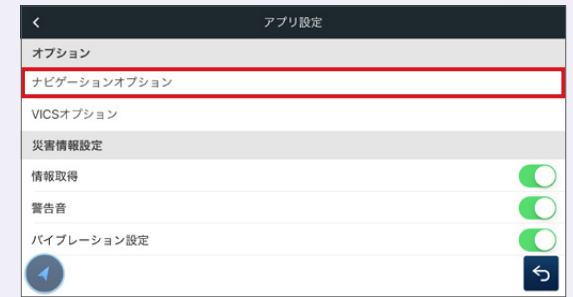 アプリ設定
オプション
ナビゲーションオプション
VICSオプション
災害情報設定
情報取得
警告音
バイブレーション設定